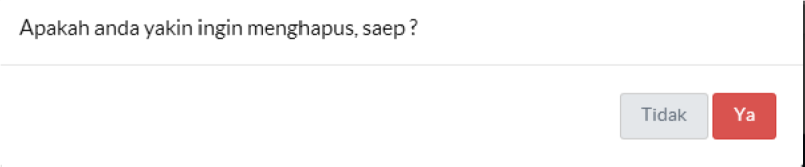 Apakah anda yakin ingin menghapus, saep ?
Tidak
Ya